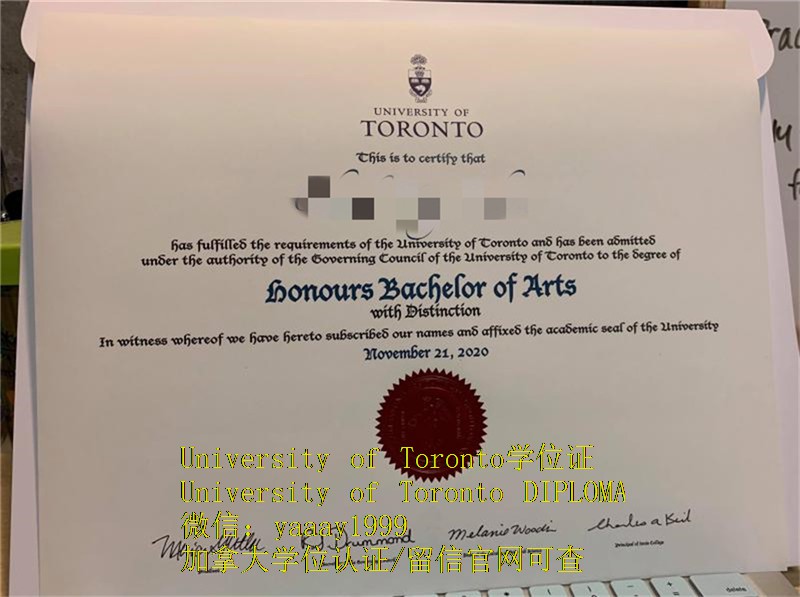 UNIVERSITY OF
TORONTO
This is to certify that
has fulfilled the requirements of the University of Toronto and has been admitted
under the authority of the Governing Council of the University of Toronto to the degree of
Honours Bachelor of Arts
with Distinction
In witness whereof we have hereto subscribed our names and affixed the academic seal of the University
November 21, 2020
University of Toronto学位证
University of Toronto DIPLOMA
微信：yaaay1999
加拿大学位认证/留信官网可查
Melanie Woodin
Charles a Keil
delete